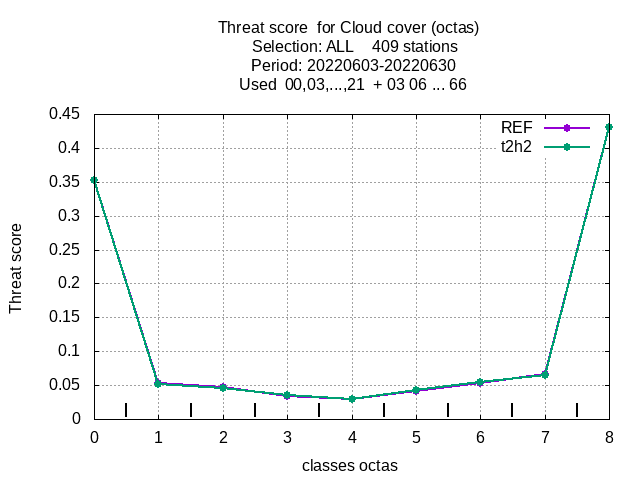 Threat score  for Cloud cover (octas)
Selection: ALL    409 stations
Period: 20220603-20220630
Used  00,03,...,21  + 03 06 ... 66
REF
t2h2
0.45
0.4
0.35
0.3
0.25
0.2
0.15
0.1
0.05
0
Threat score
0 1 2 3 4 5 6 7 8
classes octas